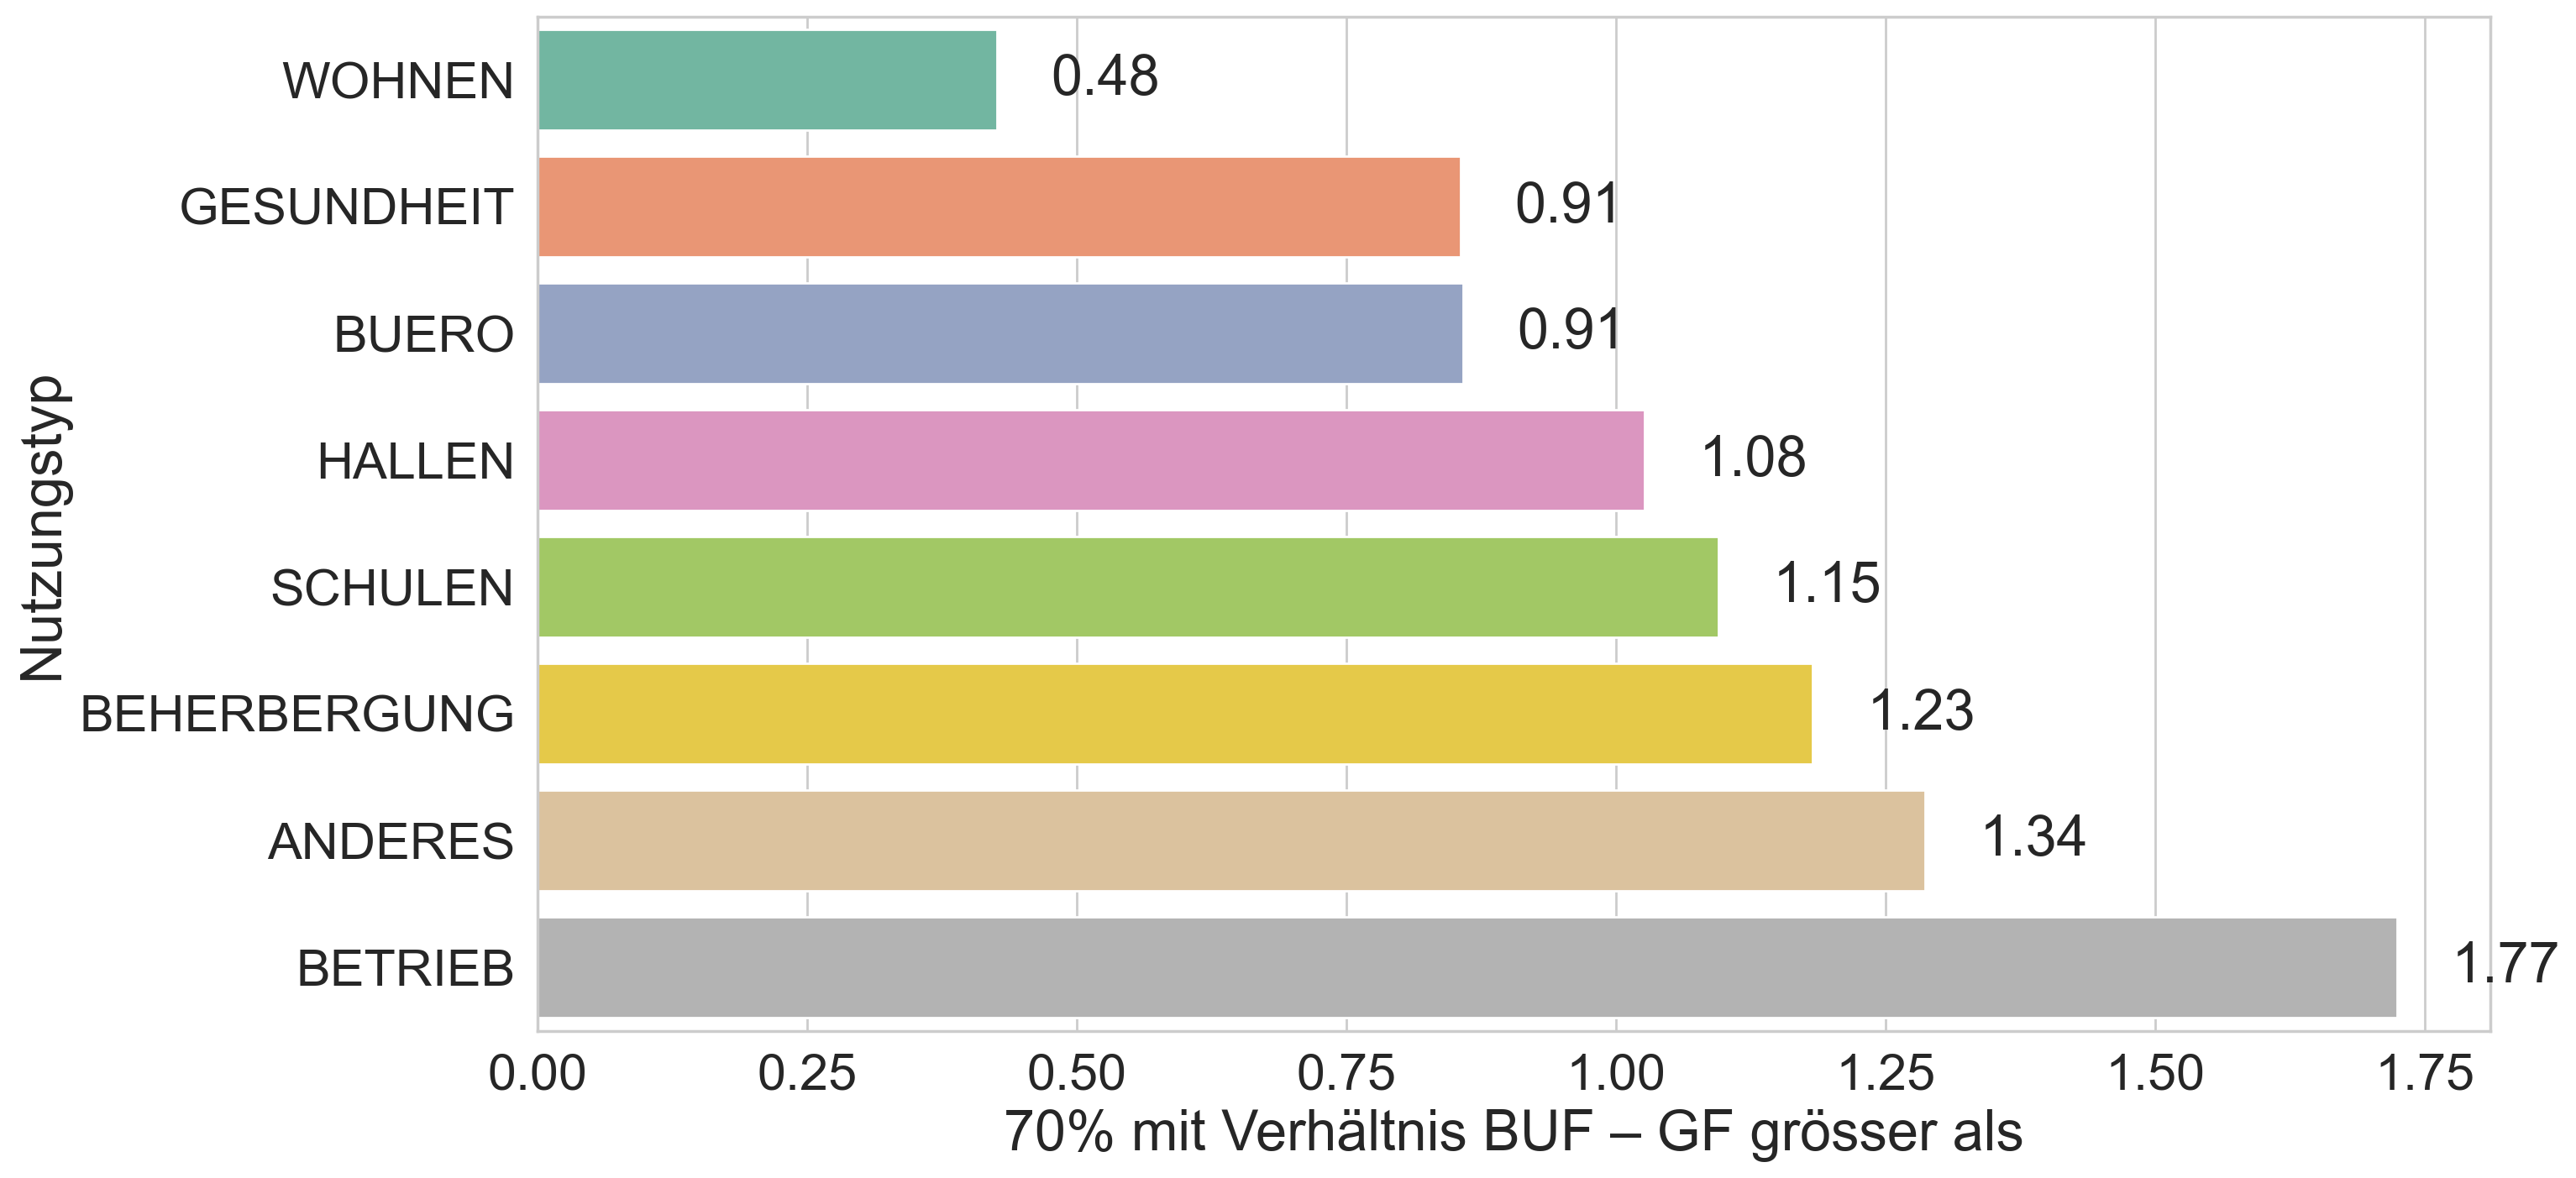 WOHNEN 0.48
GESUNDHEIT 0.91
BUERO 0.91
HALLEN 1.08
SCHULEN 1.15
BEHERBERGUNG 1.23
ANDERES 1.34
BETRIEB 1.77
Nutzungstyp
0.00 0.25 0.50 0.75 1.00 1.25 1.50 1.75
70% mit Verhältnis BUF – GF grösser als